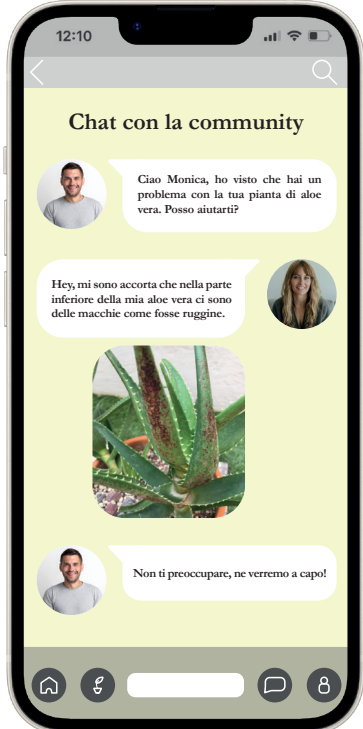 12:10
Chat con la community
Ciao Monica, ho visto che hai un
problema con la tua pianta di aloe
vera. Posso aiutarti?
Hey, mi sono accorta che nella parte
inferiore della mia aloe vera ci sono
delle macchie come fosse ruggine.
Non ti preoccupare, ne verremo a capo!